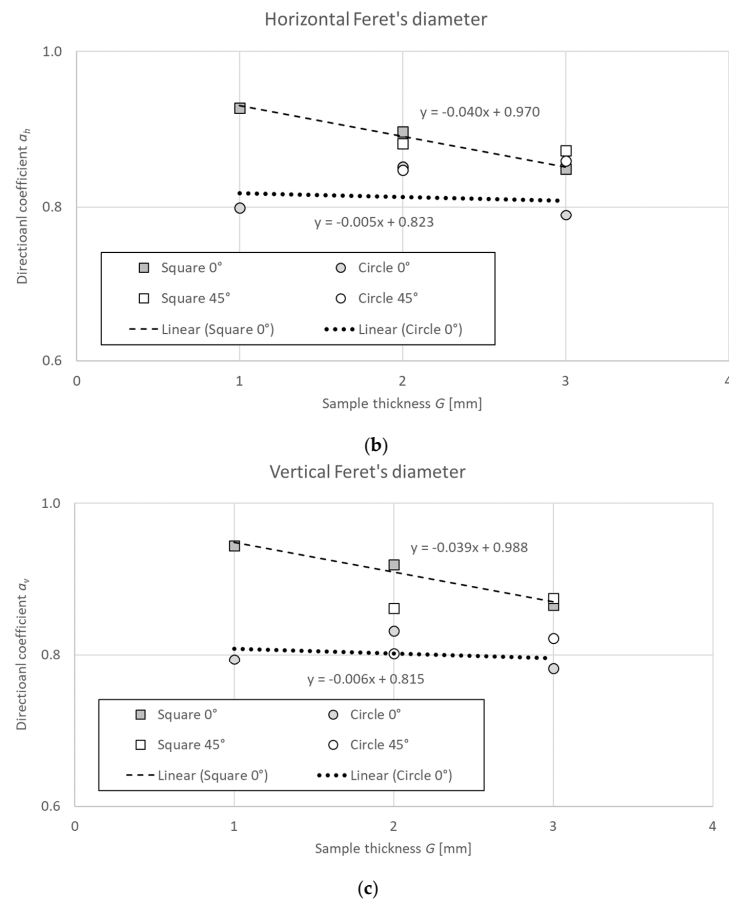 Horizontal Feret's diameter
1.0
0.8
0.6
Directioanl coefficient ah
y = -0.040x + 0.970
y = -0.005x + 0.823
Square 0° Circle 0°
Square 45° Circle 45°
Linear (Square 0°) Linear (Circle 0°)
0 1 2 3 4
Sample thickness G [mm]
(b)
Vertical Feret's diameter
1.0
0.8
0.6
Directioanl coefficient av
y = -0.039x + 0.988
y = -0.006x + 0.815
Square 0° Circle 0°
Square 45° Circle 45°
Linear (Square 0°) Linear (Circle 0°)
0 1 2 3 4
Sample thickness G [mm]
(c)